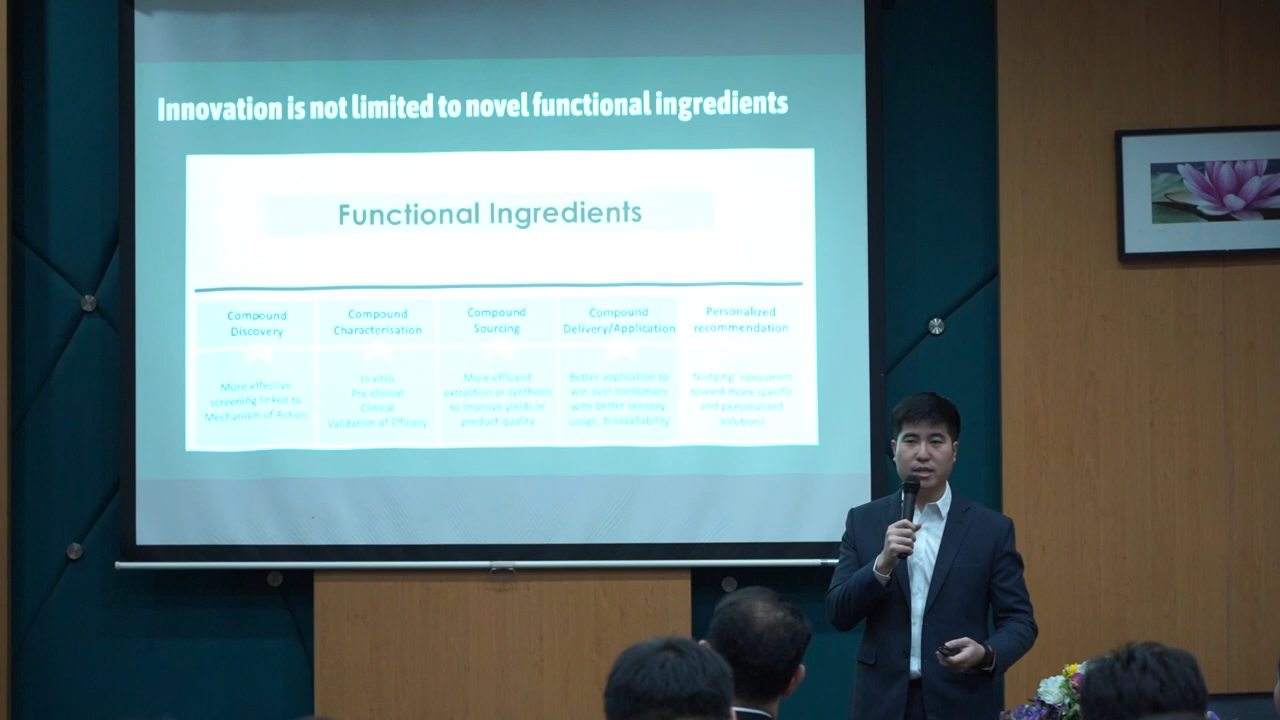 Innovation is not limited to novel functional ingredients
Functional Ingredients
Compound
Discovery
Compound
Characterisation
Compound
Sourcing
Compound
Delivery/Application
Personalized
recommendation
More effective
screening linked to
Mechanism of Action
In vitro
Pre-clinical
Clinical
Validation of Efficacy
More efficient
extraction or synthesis
to improve yields or
product quality
Better application to
win over consumers
with better sensory,
usage, bioavailability
'Nudging' consumers
toward more specific
and personalized
solutions